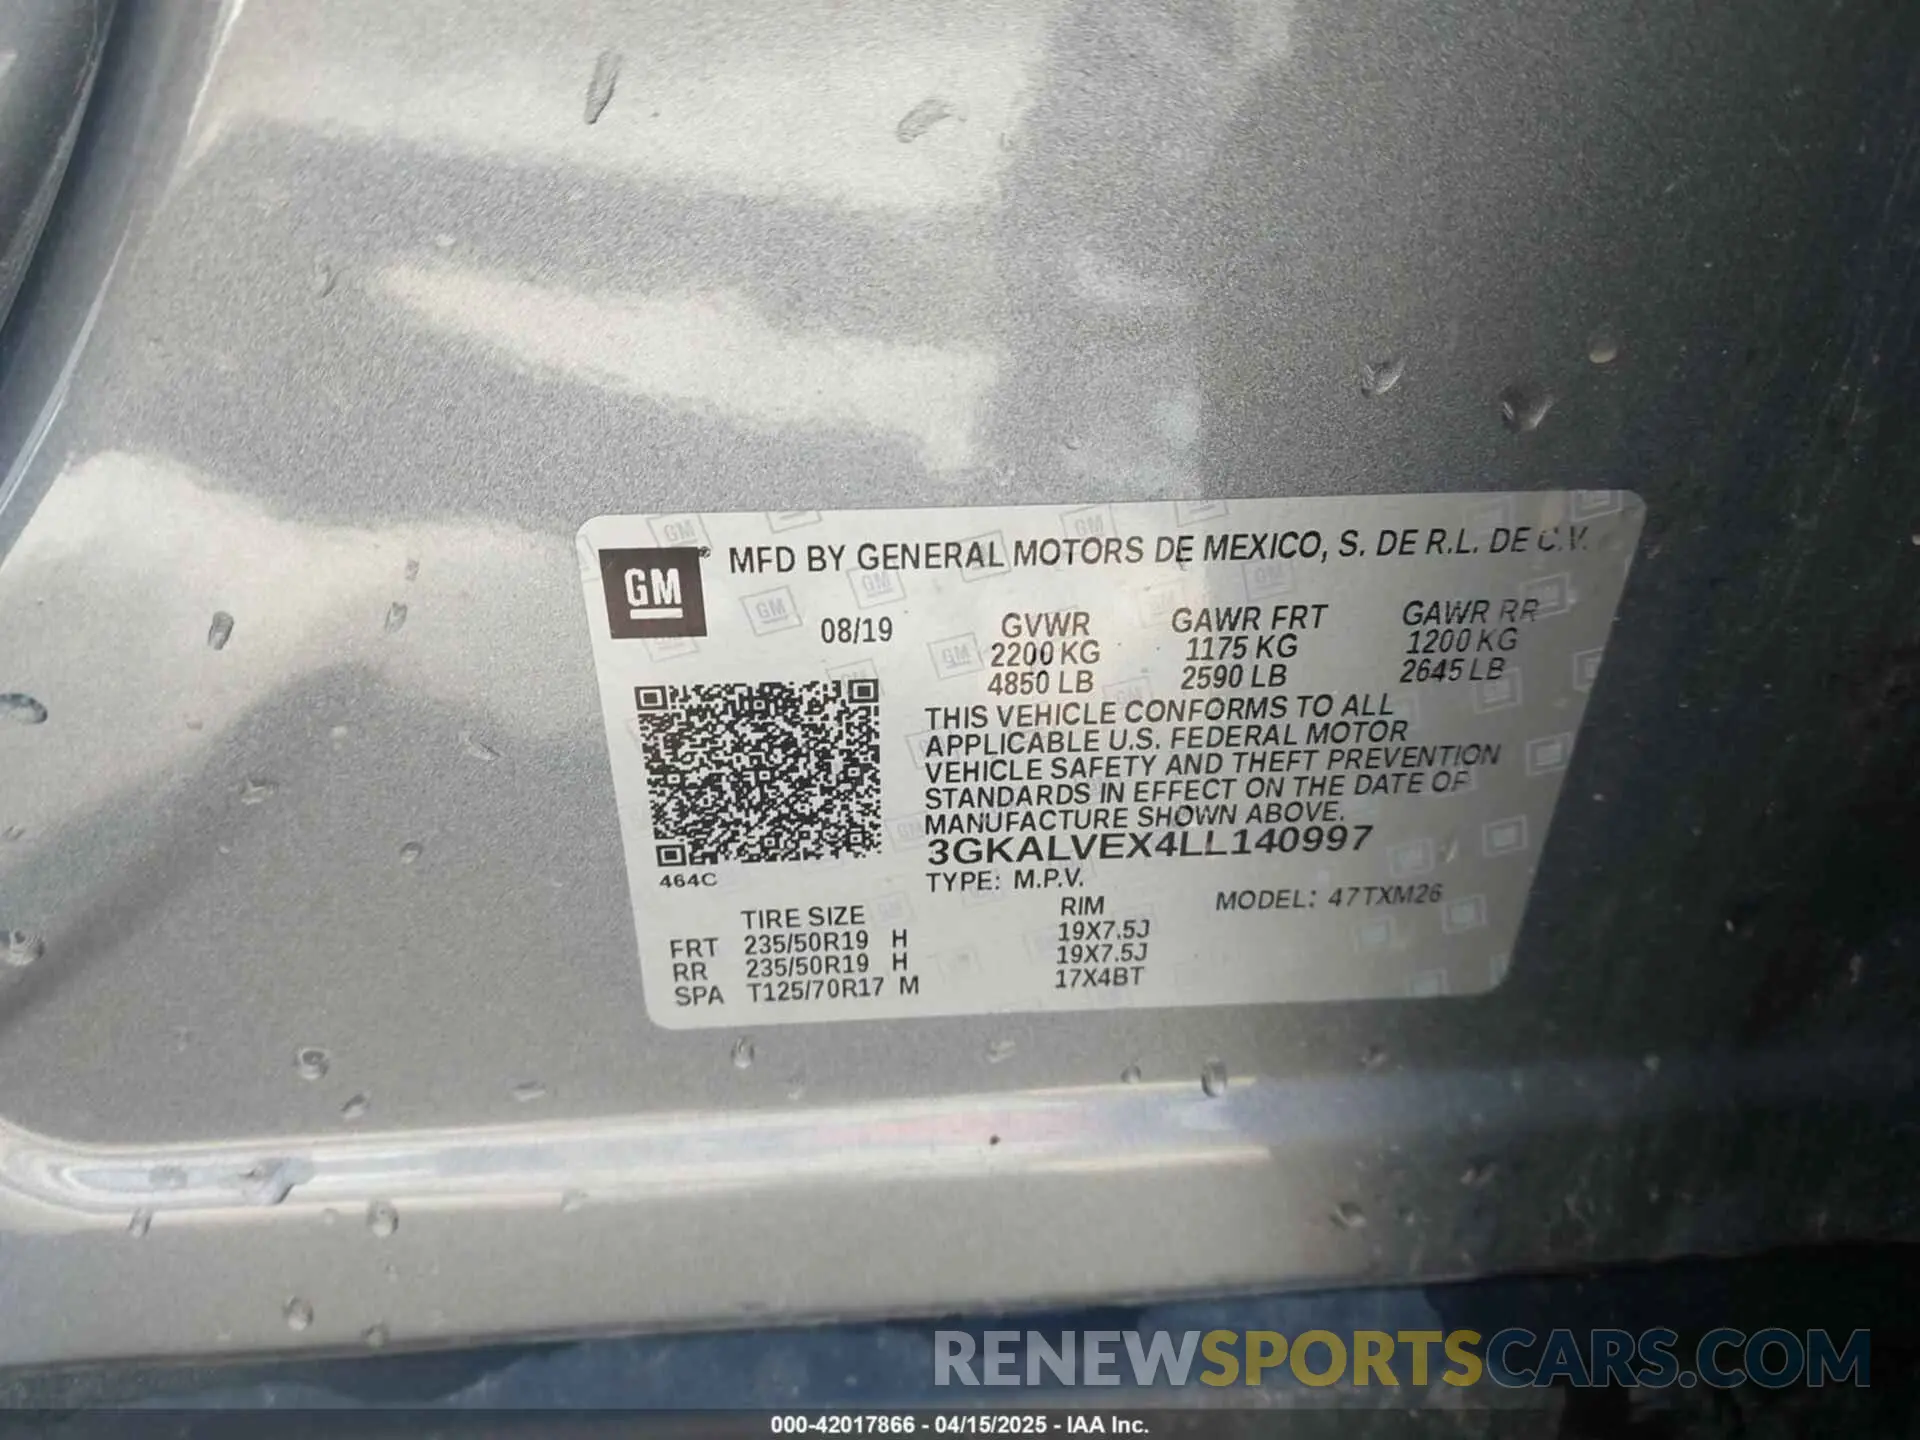 GM
MFD BY GENERAL MOTORS DE MEXICO, S. DE R.L. DE C.V.
08/19
GVWR GAWR FRT GAWR RR
2200 KG 1175 KG 1200 KG
4850 LB 2590 LB 2645 LB
THIS VEHICLE CONFORMS TO ALL
APPLICABLE U.S. FEDERAL MOTOR
VEHICLE SAFETY AND THEFT PREVENTION
STANDARDS IN EFFECT ON THE DATE OF
MANUFACTURE SHOWN ABOVE.
3GKALVEX4LL140997
464C
TYPE: M.P.V.
MODEL: 47TXM26
TIRE SIZE RIM
FRT 235/50R19 H 19X7.5J
RR 235/50R19 H 19X7.5J
SPA T125/70R17 M 17X4BT
RENEWSPORTSCARS.COM
000-42017866 - 04/15/2025 - IAA Inc.